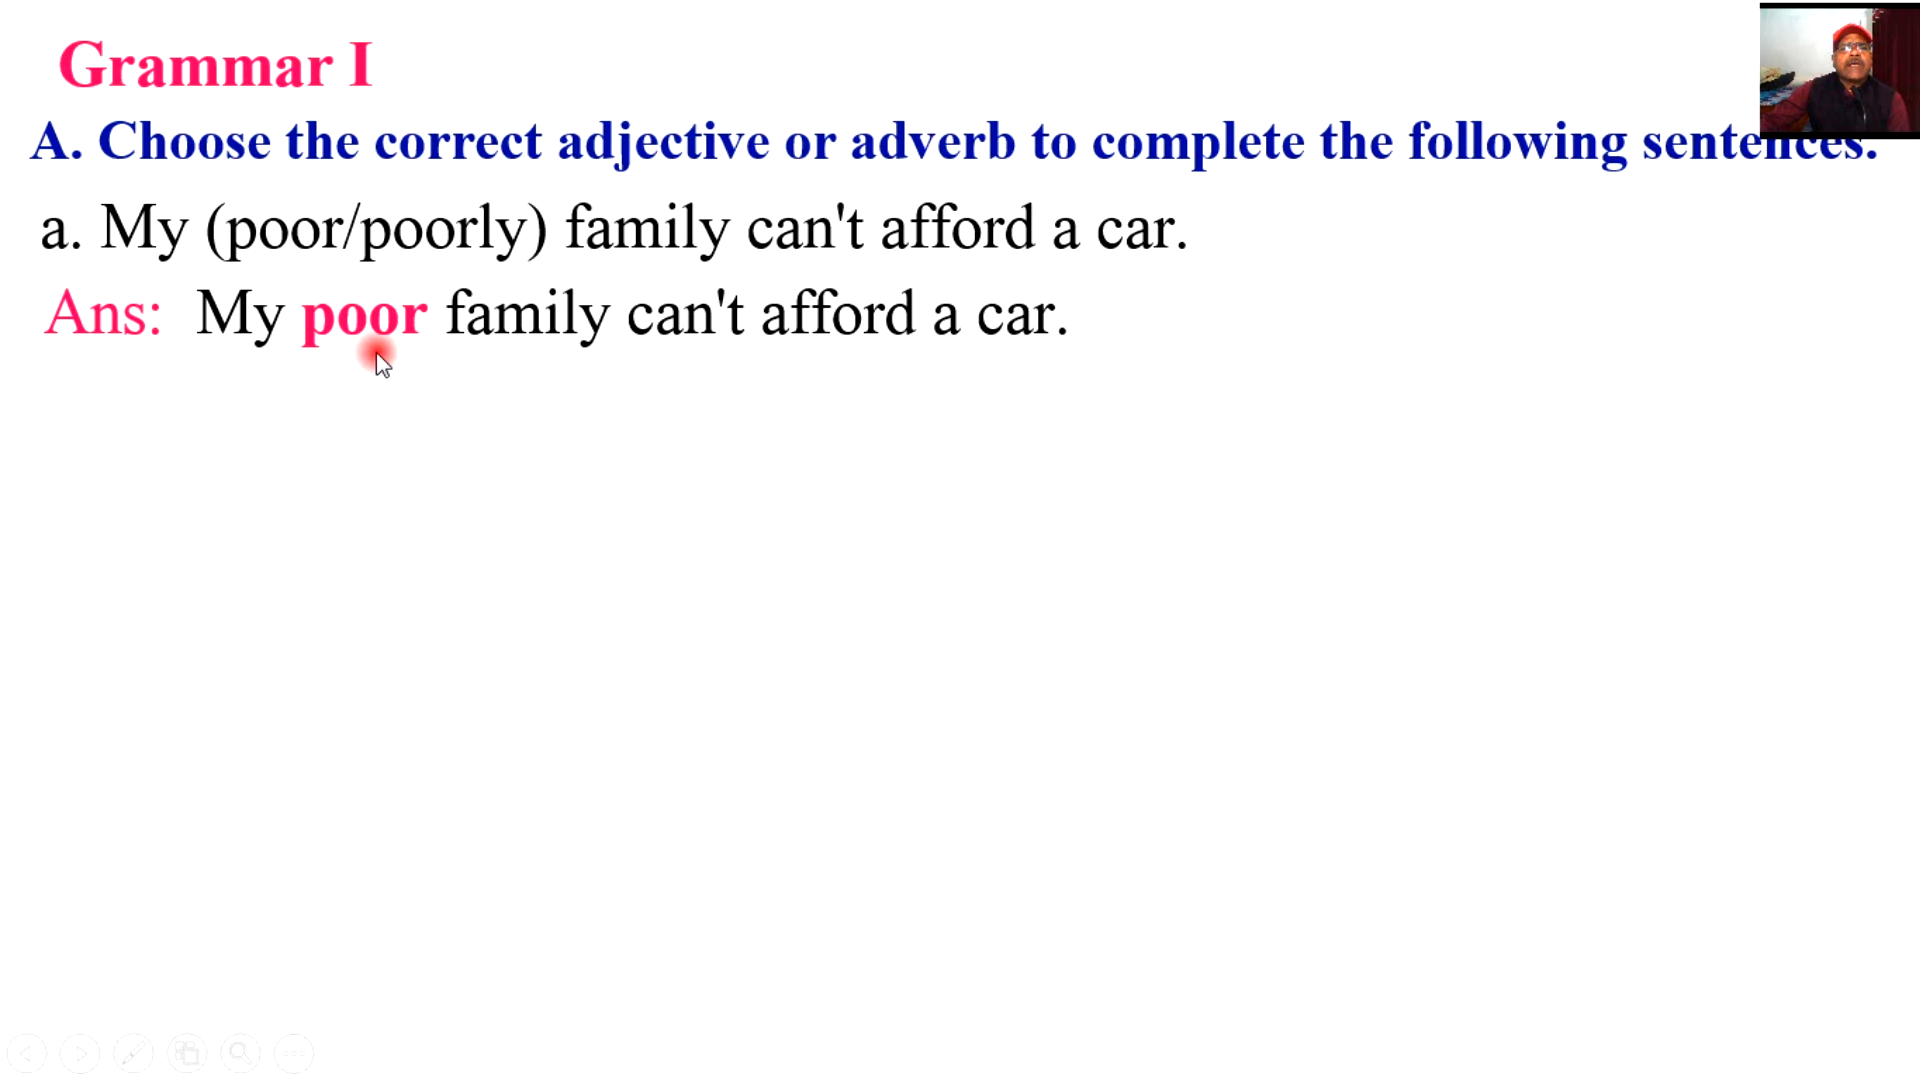 Grammar I
A. Choose the correct adjective or adverb to complete the following sentences.
a. My (poor/poorly) family can't afford a car.
Ans: My poor family can't afford a car.